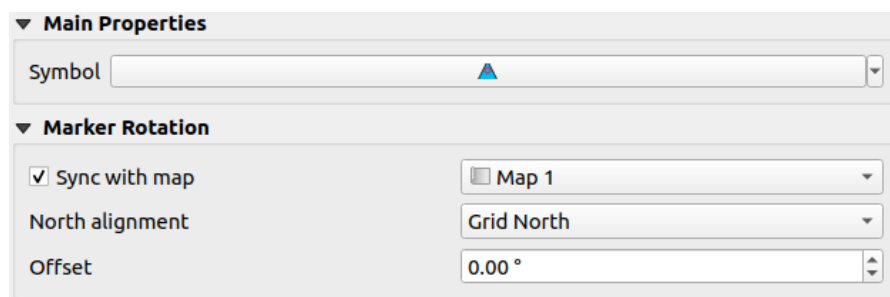 Main Properties
Symbol
Marker Rotation
Sync with map Map 1
North alignment Grid North
Offset 0.00 °